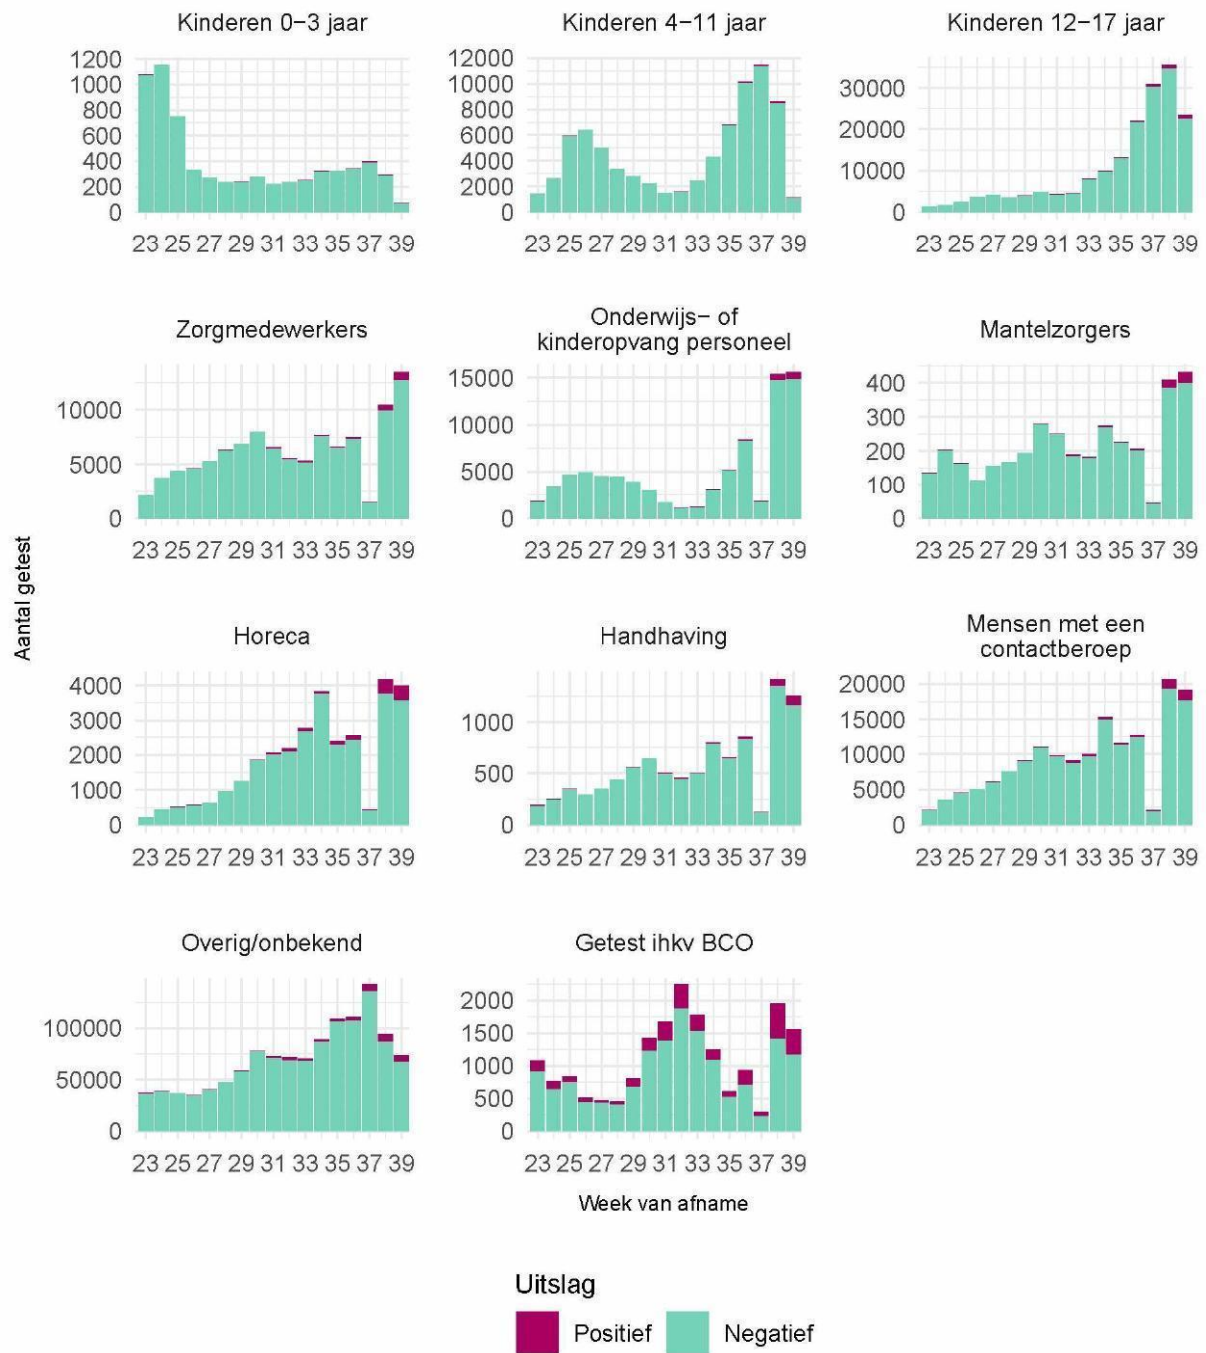 Kinderen 0−3 jaar
Kinderen 4−11 jaar
Kinderen 12−17 jaar
1200
1000
800
600
400
200
0
23 25 27 29 31 33 35 37 39
12000
10000
8000
6000
4000
2000
0
23 25 27 29 31 33 35 37 39
30000
20000
10000
0
23 25 27 29 31 33 35 37 39
Zorgmedewerkers
Onderwijs− of
kinderopvang personeel
Mantelzorgers
10000
5000
0
23 25 27 29 31 33 35 37 39
15000
10000
5000
0
23 25 27 29 31 33 35 37 39
400
300
200
100
0
23 25 27 29 31 33 35 37 39
Aantal getest
Horeca
Handhaving
Mensen met een
contactberoep
4000
3000
2000
1000
0
23 25 27 29 31 33 35 37 39
1000
500
0
23 25 27 29 31 33 35 37 39
20000
15000
10000
5000
0
23 25 27 29 31 33 35 37 39
Overig/onbekend
Getest ihkv BCO
100000
50000
0
23 25 27 29 31 33 35 37 39
2000
1500
1000
500
0
23 25 27 29 31 33 35 37 39
Week van afname
Uitslag
Positief
Negatief